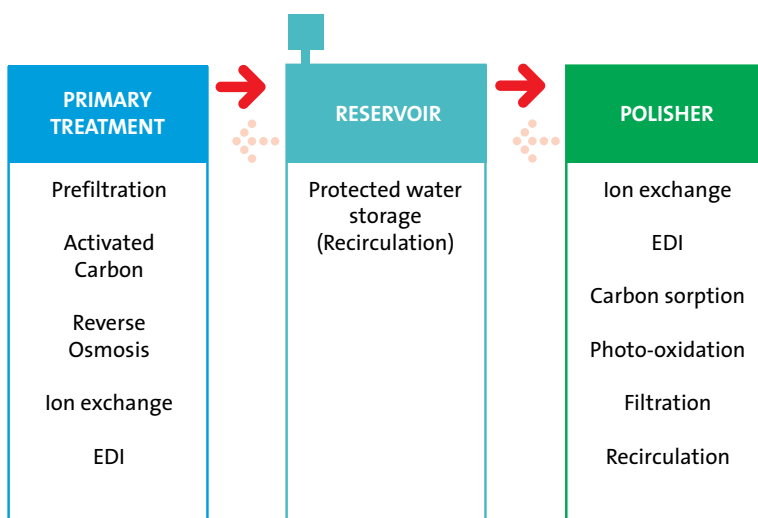 PRIMARY
TREATMENT
Prefiltration
Activated
Carbon
Reverse
Osmosis
Ion exchange
EDI
RESERVOIR
Protected water
storage
(Recirculation)
POLISHER
Ion exchange
EDI
Carbon sorption
Photo-oxidation
Filtration
Recirculation